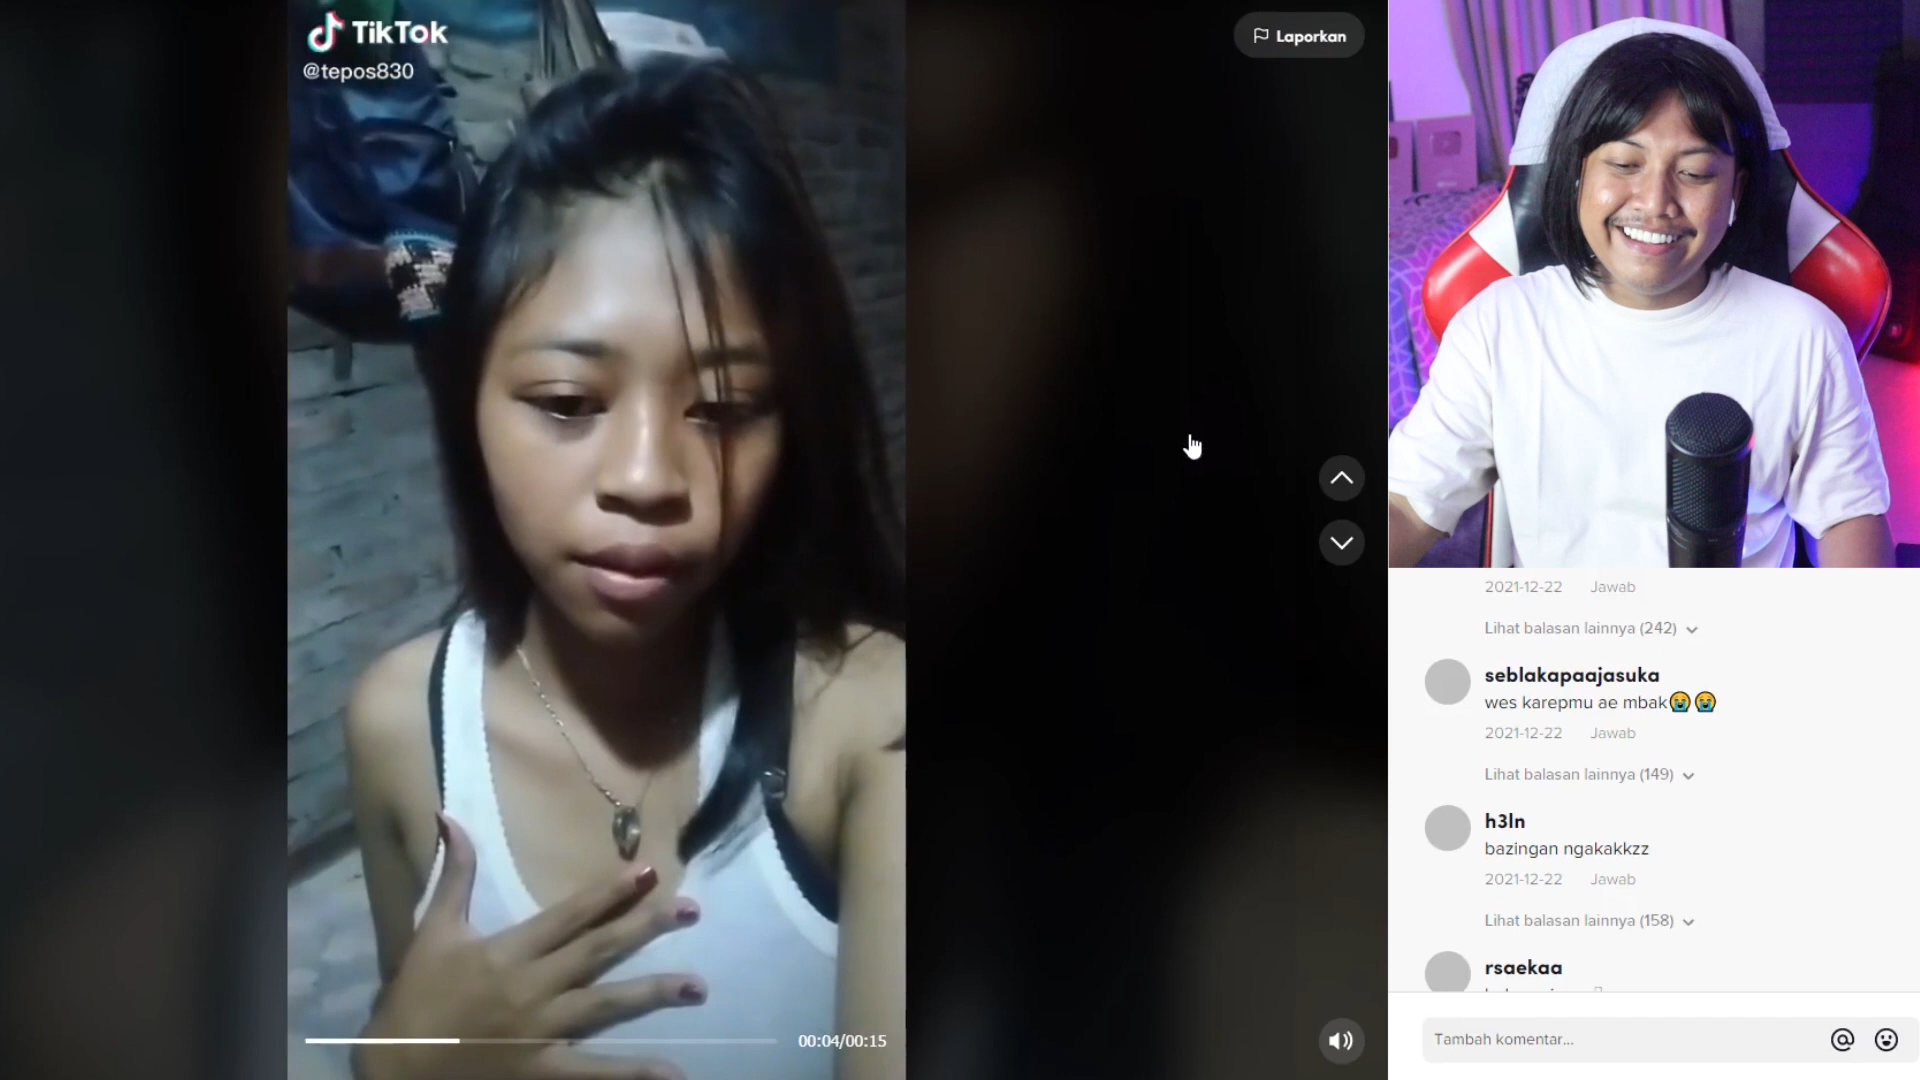 TikTok
@tepos830
Laporkan
00:04/00:15
2021-12-22 Jawab
Lihat balasan lainnya (242)
seblakapaajasuka
wes karepmu ae mbak😭😭
2021-12-22 Jawab
Lihat balasan lainnya (149)
h3ln
bazingan ngakakkzz
2021-12-22 Jawab
Lihat balasan lainnya (158)
rsaekaa
Tambah komentar...